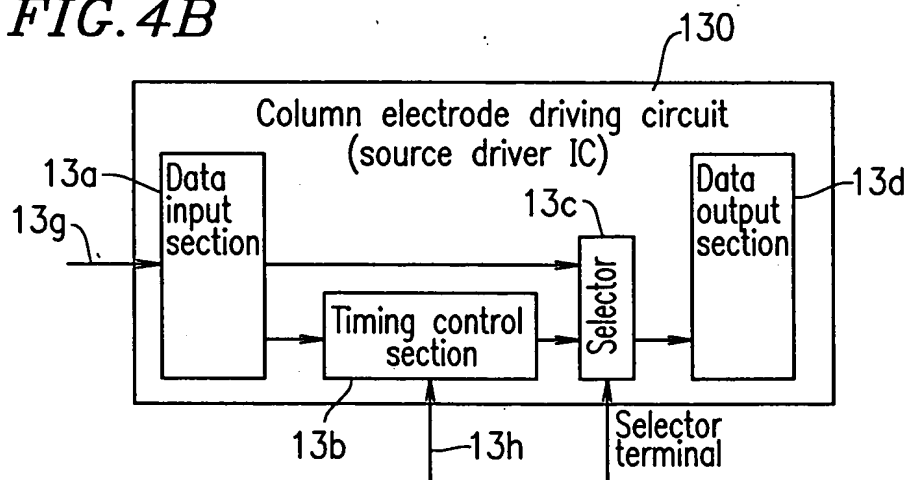 FIG. 4B
130
Column electrode driving circuit
(source driver IC)
13a
Data
input
section
13g
13c
Selector
Data
output
section
13d
Timing control
section
13b
13h
Selector
terminal